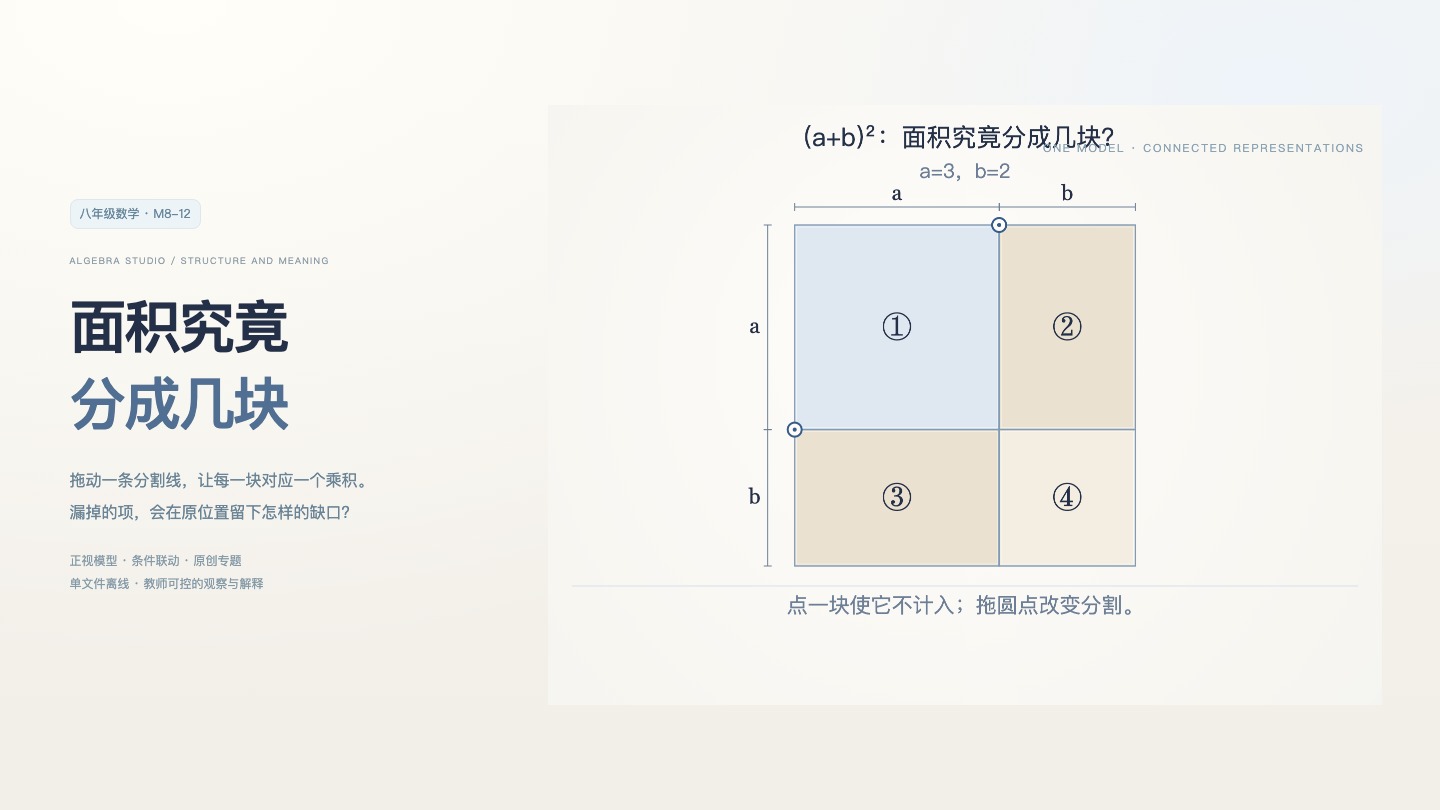 八年级数学 · M8–12
ALGEBRA STUDIO / STRUCTURE AND MEANING
面积究竟
分成几块
拖动一条分割线，让每一块对应一个乘积。
漏掉的项，会在原位置留下怎样的缺口？
正视模型 · 条件联动 · 原创专题
单文件离线 · 教师可控的观察与解释
(a+b)²：面积究竟分成几块？
ONE MODEL · CONNECTED REPRESENTATIONS
a=3，b=2
a b
a
① ②
b
③ ④
点一块使它不计入；拖圆点改变分割。